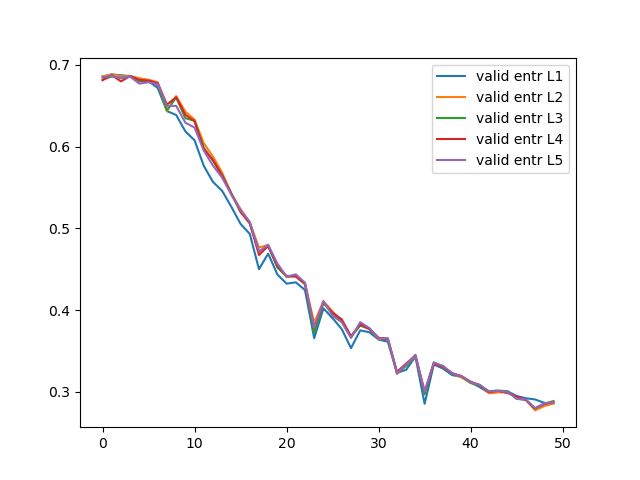 0.7
0.6
0.5
0.4
0.3
0 10 20 30 40 50
valid entr L1
valid entr L2
valid entr L3
valid entr L4
valid entr L5